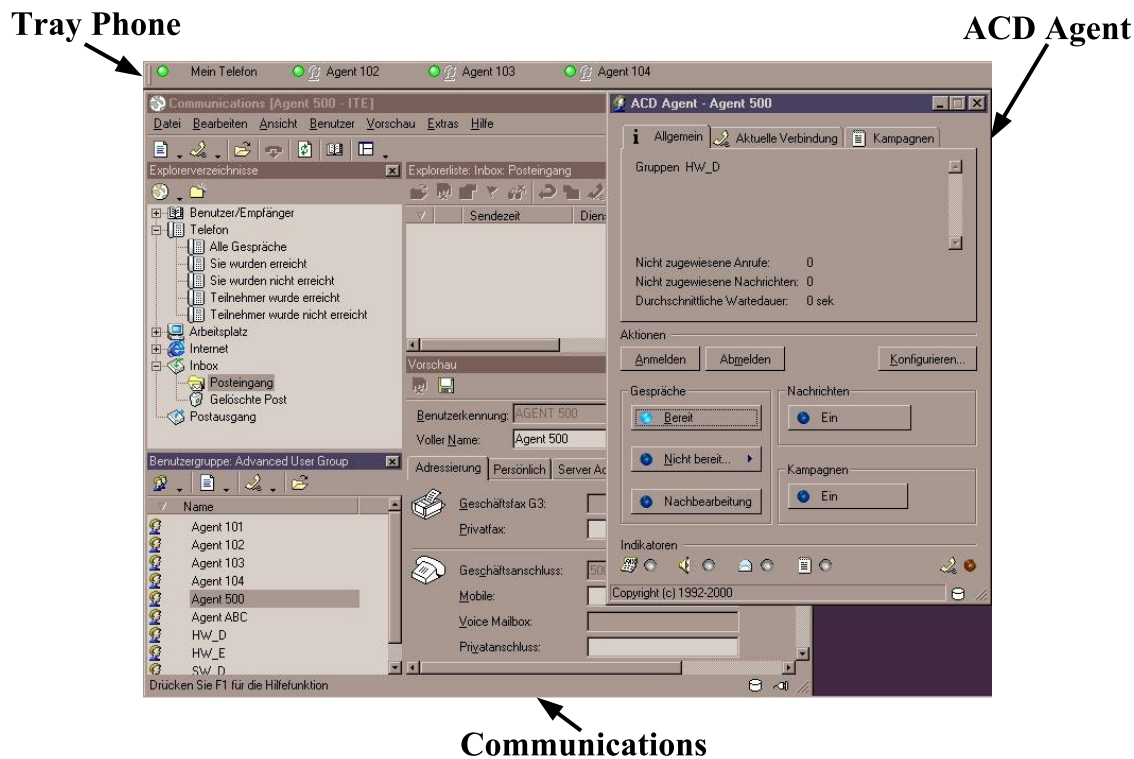 Tray Phone
ACD Agent
Mein Telefon Agent 102 Agent 103 Agent 104
Communications [Agent 500 - ITE]
Datei Bearbeiten Ansicht Benutzer Vorschau Extras Hilfe
Explorerverzeichnisse
Benutzer/Empfänger
Telefon
Alle Gespräche
Sie wurden erreicht
Sie wurden nicht erreicht
Teilnehmer wurde erreicht
Teilnehmer wurde nicht erreicht
Arbeitsplatz
Internet
Inbox
Posteingang
Gelöschte Post
Postausgang
Benutzergruppe: Advanced User Group
Name
Agent 101
Agent 102
Agent 103
Agent 104
Agent 500
Agent ABC
HW_D
HW_E
SW_D
Drücken Sie F1 für die Hilfefunktion
Explorerliste: Inbox: Posteingang
Sendezeit Dien
Vorschau
Benutzerkennung: AGENT 500
Voller Name: Agent 500
Adressierung Persönlich Server Ac
Geschäftsfax G3:
Privatfax:
Geschäftsanschluss: 500
Mobile:
Voice Mailbox:
Privatanschluss:
ACD Agent - Agent 500
Allgemein Aktuelle Verbindung Kampagnen
Gruppen HW_D
Nicht zugewiesene Anrufe: 0
Nicht zugewiesene Nachrichten: 0
Durchschnittliche Wartedauer: 0 sek
Aktionen
Anmelden Abmelden Konfigurieren...
Gespräche
Bereit
Nicht bereit...
Nachbearbeitung
Nachrichten
Ein
Kampagnen
Ein
Indikatoren
Copyright (c) 1992-2000
Communications